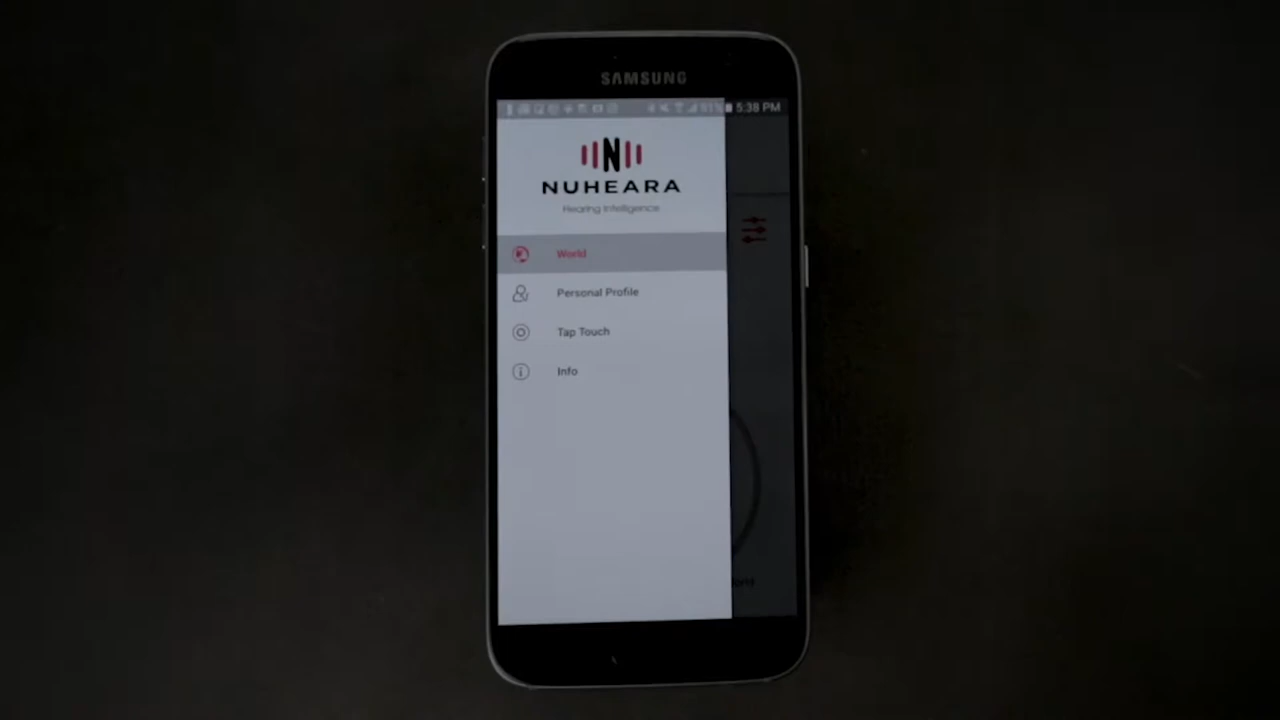 SAMSUNG
5:38 PM
NUHEARA
Hearing Intelligence
World
Personal Profile
Tap Touch
Info